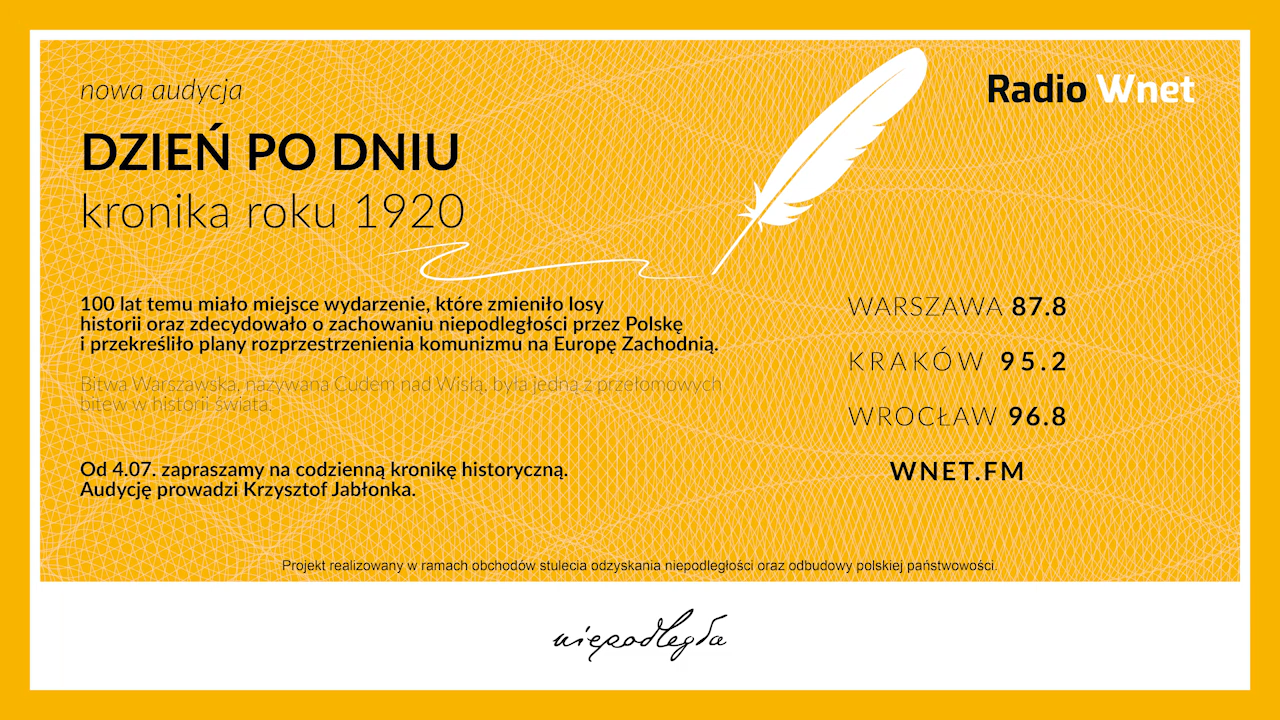 nowa audycja
Radio Wnet
DZIEŃ PO DNIU
kronika roku 1920
100 lat temu miało miejsce wydarzenie, które zmieniło losy
historii oraz zdecydowało o zachowaniu niepodległości przez Polskę
i przekreśliło plany rozprzestrzenienia komunizmu na Europę Zachodnią.
Bitwa Warszawska, nazywana Cudem nad Wisłą, była jedną z przełomowych
bitew w historii świata.
Od 4.07. zapraszamy na codzienną kronikę historyczną.
Audycję prowadzi Krzysztof Jabłonka.
WARSZAWA 87.8
KRAKÓW 95.2
WROCŁAW 96.8
WNET.FM
Projekt realizowany w ramach obchodów stulecia odzyskania niepodległości oraz odbudowy polskiej państwowości.
niepodległa